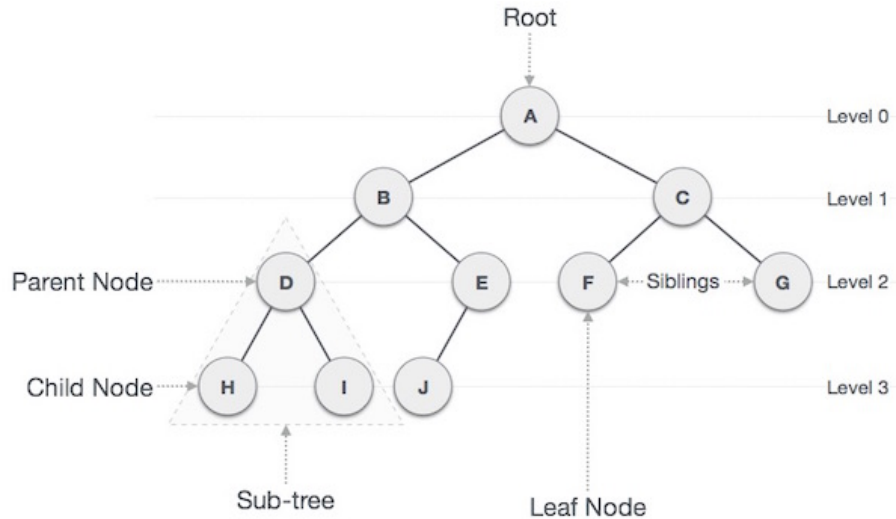 Root
A
Level 0
B
C
Level 1
Parent Node
D
E
F
Siblings
G
Level 2
Child Node
H
I
J
Level 3
Sub-tree
Leaf Node